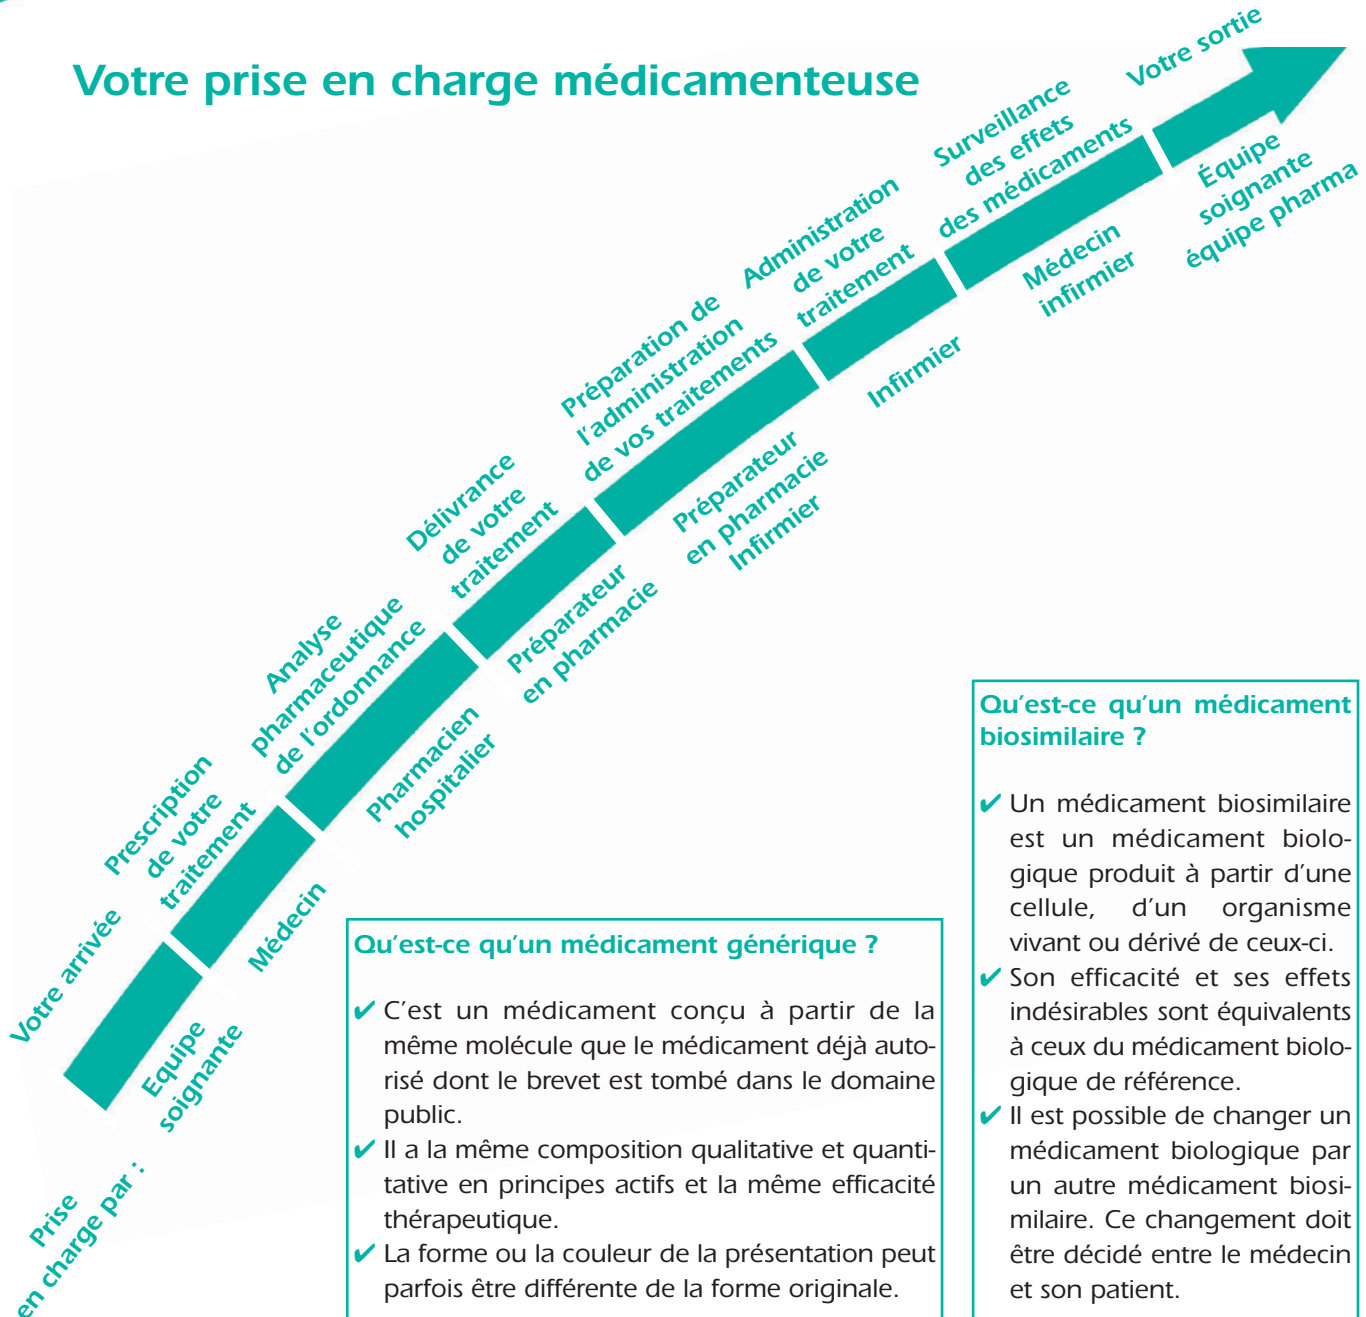 Votre prise en charge médicamenteuse
Votre arrivée
Prescription
de votre
traitement
Analyse
pharmaceutique
de l'ordonnance
Délivrance
de votre
traitement
Préparation de
l'administration
de vos traitements
Administration
de votre
traitement
Surveillance
des effets
des médicaments
Votre sortie
Prise
en charge par :
Equipe
soignante
Médecin
Pharmacien
hospitalier
Préparateur
en pharmacie
Préparateur
en pharmacie
Infirmier
Infirmier
Médecin
infirmier
Équipe
soignante
équipe pharma
Qu'est-ce qu'un médicament générique ?
✔ C'est un médicament conçu à partir de la
même molécule que le médicament déjà auto-
risé dont le brevet est tombé dans le domaine
public.
✔ Il a la même composition qualitative et quanti-
tative en principes actifs et la même efficacité
thérapeutique.
✔ La forme ou la couleur de la présentation peut
parfois être différente de la forme originale.
Qu'est-ce qu'un médicament
biosimilaire ?
✔ Un médicament biosimilaire
est un médicament biolo-
gique produit à partir d'une
cellule, d'un organisme
vivant ou dérivé de ceux-ci.
✔ Son efficacité et ses effets
indésirables sont équivalents
à ceux du médicament biolo-
gique de référence.
✔ Il est possible de changer un
médicament biologique par
un autre médicament biosi-
milaire. Ce changement doit
être décidé entre le médecin
et son patient.